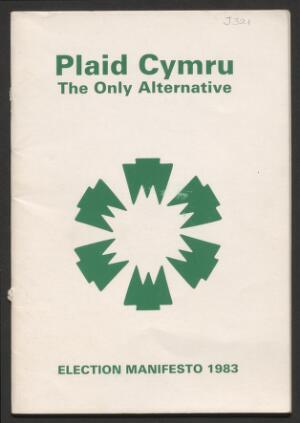 J321
Plaid Cymru
The Only Alternative
ELECTION MANIFESTO 1983